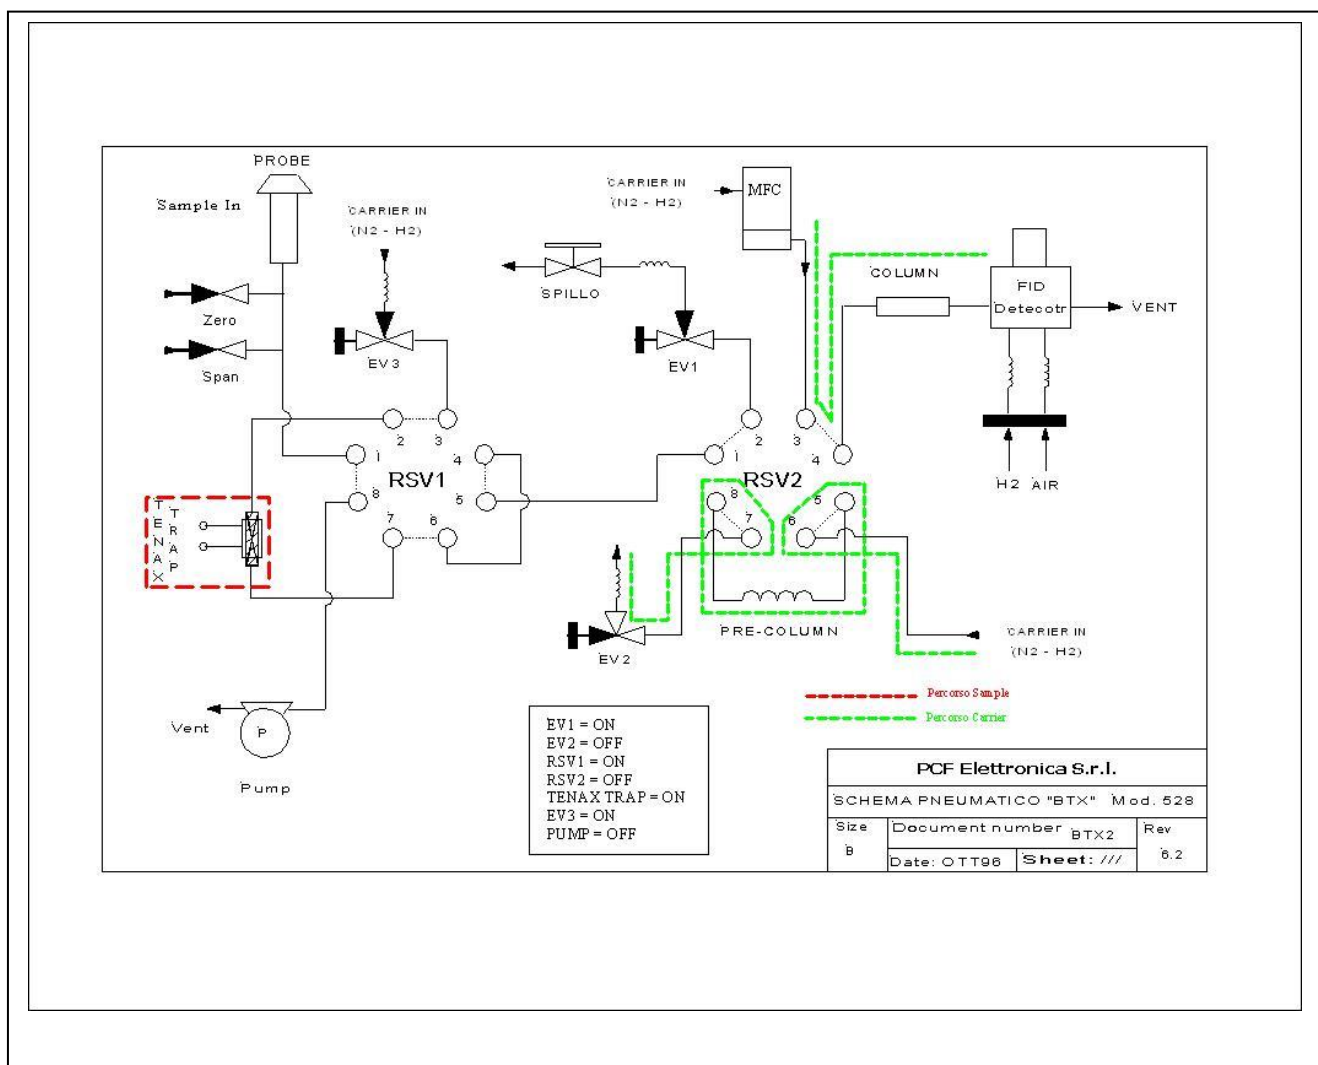 PROBE
Sample In
CARRIER IN
(N2 - H2)
CARRIER IN
(N2 - H2)
MFC
SPILLO
COLUMN
FID
Detecotr
VENT
Zero
Span
EV3
EV1
H2 AIR
2 3
1 4
RSV1
8 5
7 6
2 3
1 4
RSV2
8 5
7 6
TENAX
TRAP
PRE-COLUMN
EV2
CARRIER IN
(N2 - H2)
Percorso Sample
Percorso Carrier
Vent
P
Pump
EV1 = ON
EV2 = OFF
RSV1 = ON
RSV2 = OFF
TENAX TRAP = ON
EV3 = ON
PUMP = OFF
PCF Elettronica S.r.l.
SCHEMA PNEUMATICO "BTX" Mod. 528
Size
B
Document number BTX2
Rev
6.2
Date: OTT96
Sheet: ///